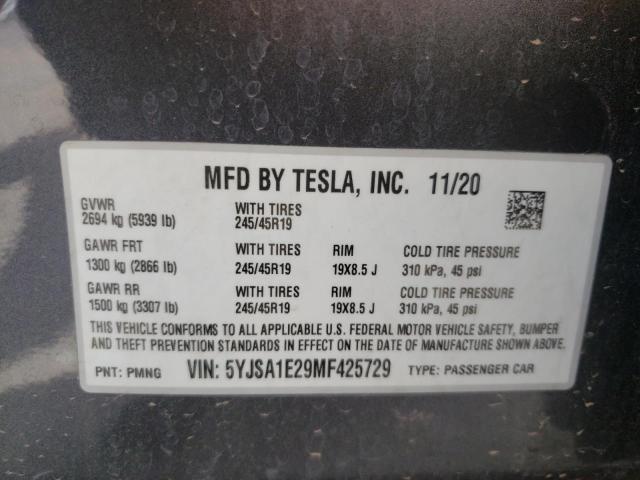 MFD BY TESLA, INC. 11/20
GVWR WITH TIRES
2694 kg (5939 lb) 245/45R19
GAWR FRT WITH TIRES RIM COLD TIRE PRESSURE
1300 kg (2866 lb) 245/45R19 19X8.5 J 310 kPa, 45 psi
GAWR RR WITH TIRES RIM COLD TIRE PRESSURE
1500 kg (3307 lb) 245/45R19 19X8.5 J 310 kPa, 45 psi
THIS VEHICLE CONFORMS TO ALL APPLICABLE U.S. FEDERAL MOTOR VEHICLE SAFETY, BUMPER
AND THEFT PREVENTION STANDARDS IN EFFECT ON THE DATE OF MANUFACTURE SHOWN ABOVE.
PNT: PMNG VIN: 5YJSA1E29MF425729 TYPE: PASSENGER CAR